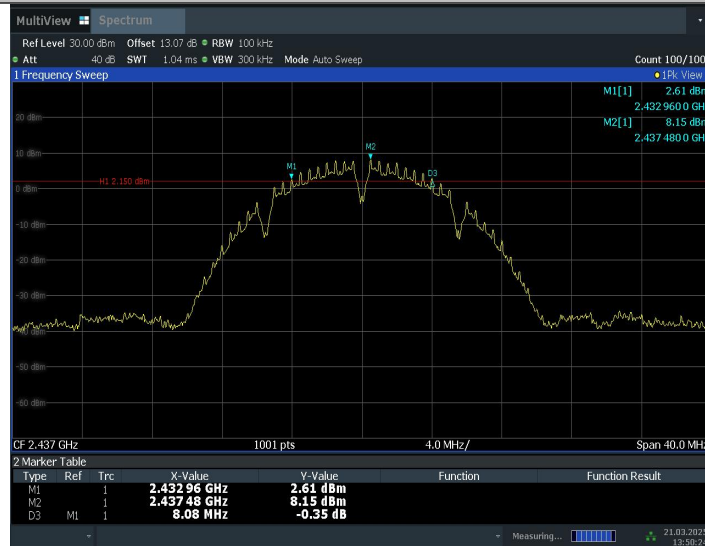 MultiView Spectrum
Ref Level 30.00 dBm Offset 13.07 dB RBW 100 kHz
Att 40 dB SWT 1.04 ms VBW 300 kHz Mode Auto Sweep Count 100/100
1 Frequency Sweep 1Pk View
M1[1] 2.61 dBm
2.432 960 0 GH
M2[1] 8.15 dBm
2.437 480 0 GH
20 dBm
10 dBm
M2
M1
D3
H1 2.150 dBm
0 dBm
-10 dBm
-20 dBm
-30 dBm
-40 dBm
-50 dBm
-60 dBm
CF 2.437 GHz 1001 pts 4.0 MHz/ Span 40.0 MHz
2 Marker Table
Type Ref Trc X-Value Y-Value Function Function Result
M1 1 2.432 96 GHz 2.61 dBm
M2 1 2.437 48 GHz 8.15 dBm
D3 M1 1 8.08 MHz -0.35 dB
Measuring... 21.03.2025
13:50:24